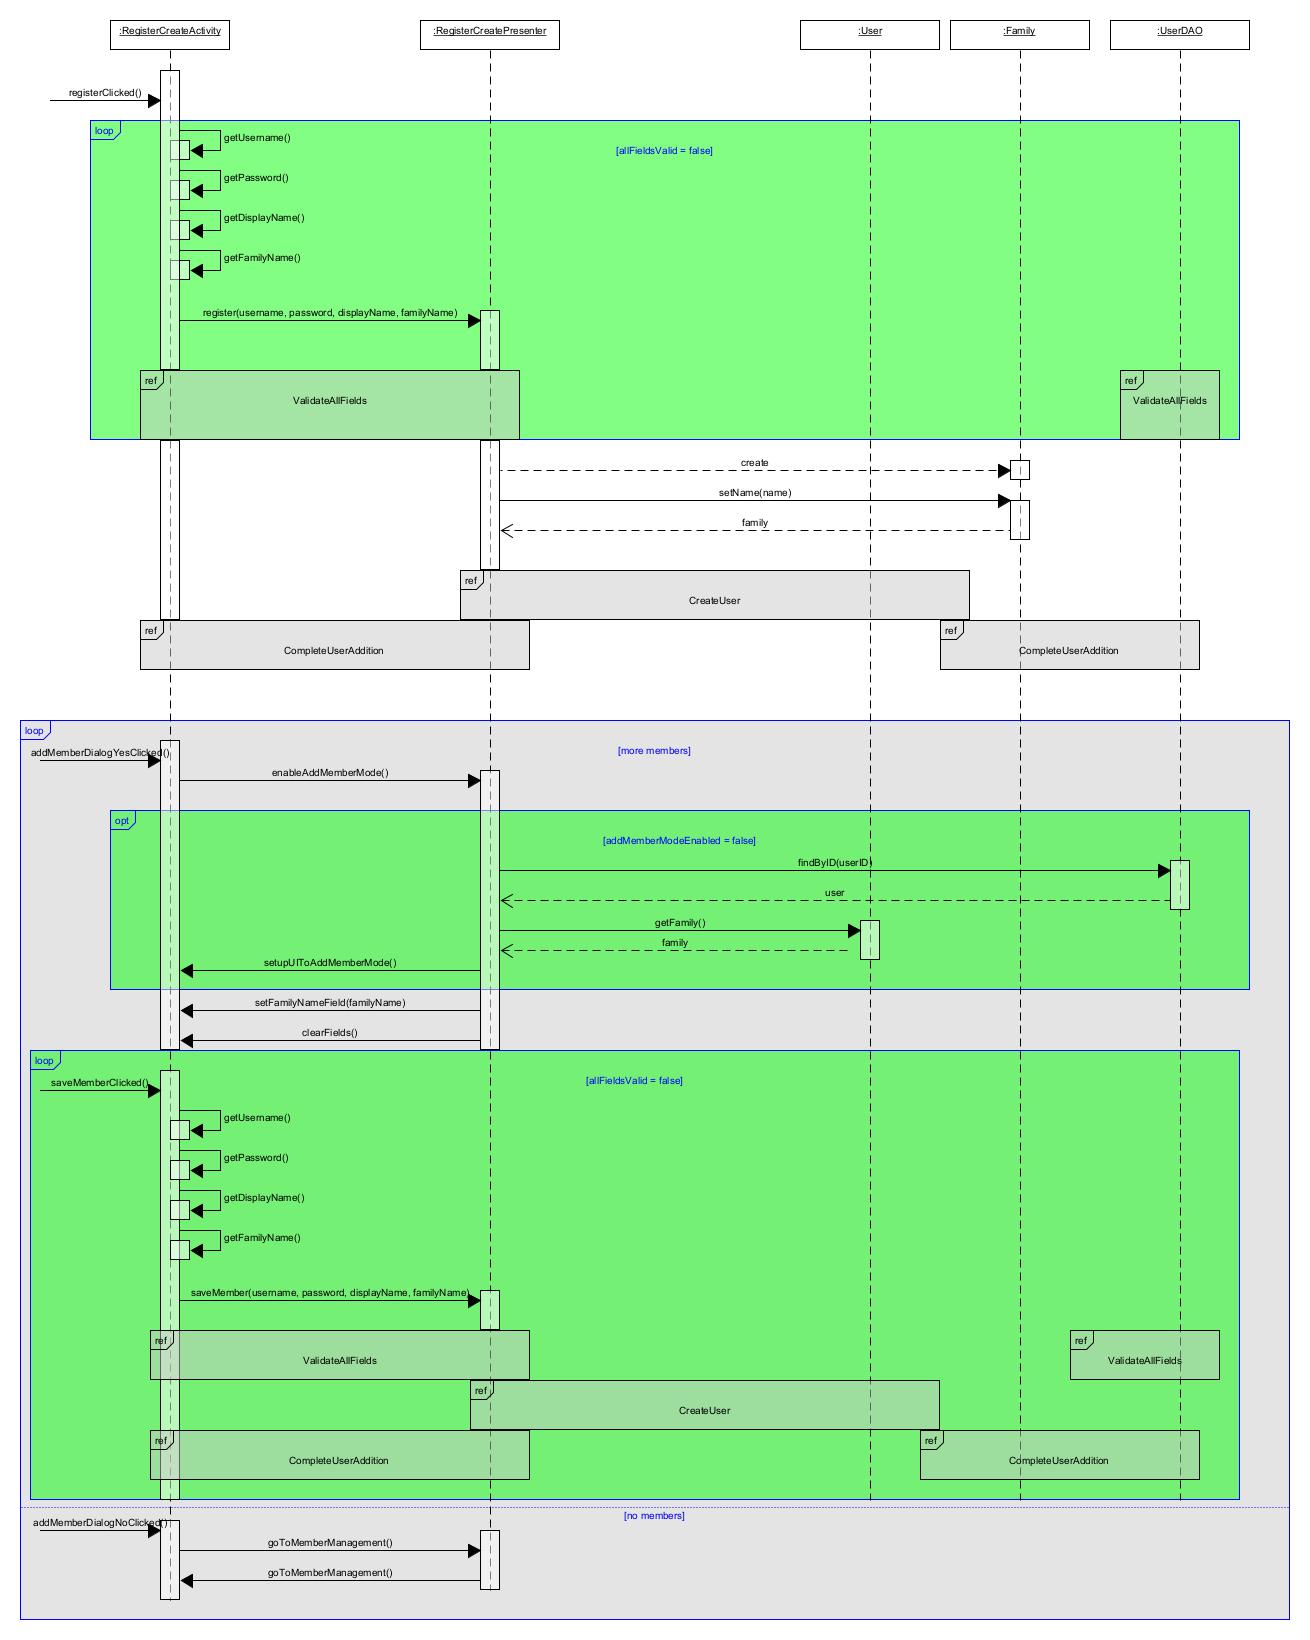 :RegisterCreateActivity
:RegisterCreatePresenter
:User
:Family
:UserDAO
registerClicked()
loop
getUsername()
[allFieldsValid = false]
getPassword()
getDisplayName()
getFamilyName()
register(username, password, displayName, familyName)
ref
ValidateAllFields
ref
ValidateAllFields
create
setName(name)
family
ref
CreateUser
ref
CompleteUserAddition
ref
CompleteUserAddition
loop
addMemberDialogYesClicked()
[more members]
enableAddMemberMode()
opt
[addMemberModeEnabled = false]
findByID(userID)
user
getFamily()
family
setupUIToAddMemberMode()
setFamilyNameField(familyName)
clearFields()
loop
saveMemberClicked()
[allFieldsValid = false]
getUsername()
getPassword()
getDisplayName()
getFamilyName()
saveMember(username, password, displayName, familyName)
ref
ValidateAllFields
ref
ValidateAllFields
ref
CreateUser
ref
CompleteUserAddition
ref
CompleteUserAddition
[no members]
addMemberDialogNoClicked()
goToMemberManagement()
goToMemberManagement()